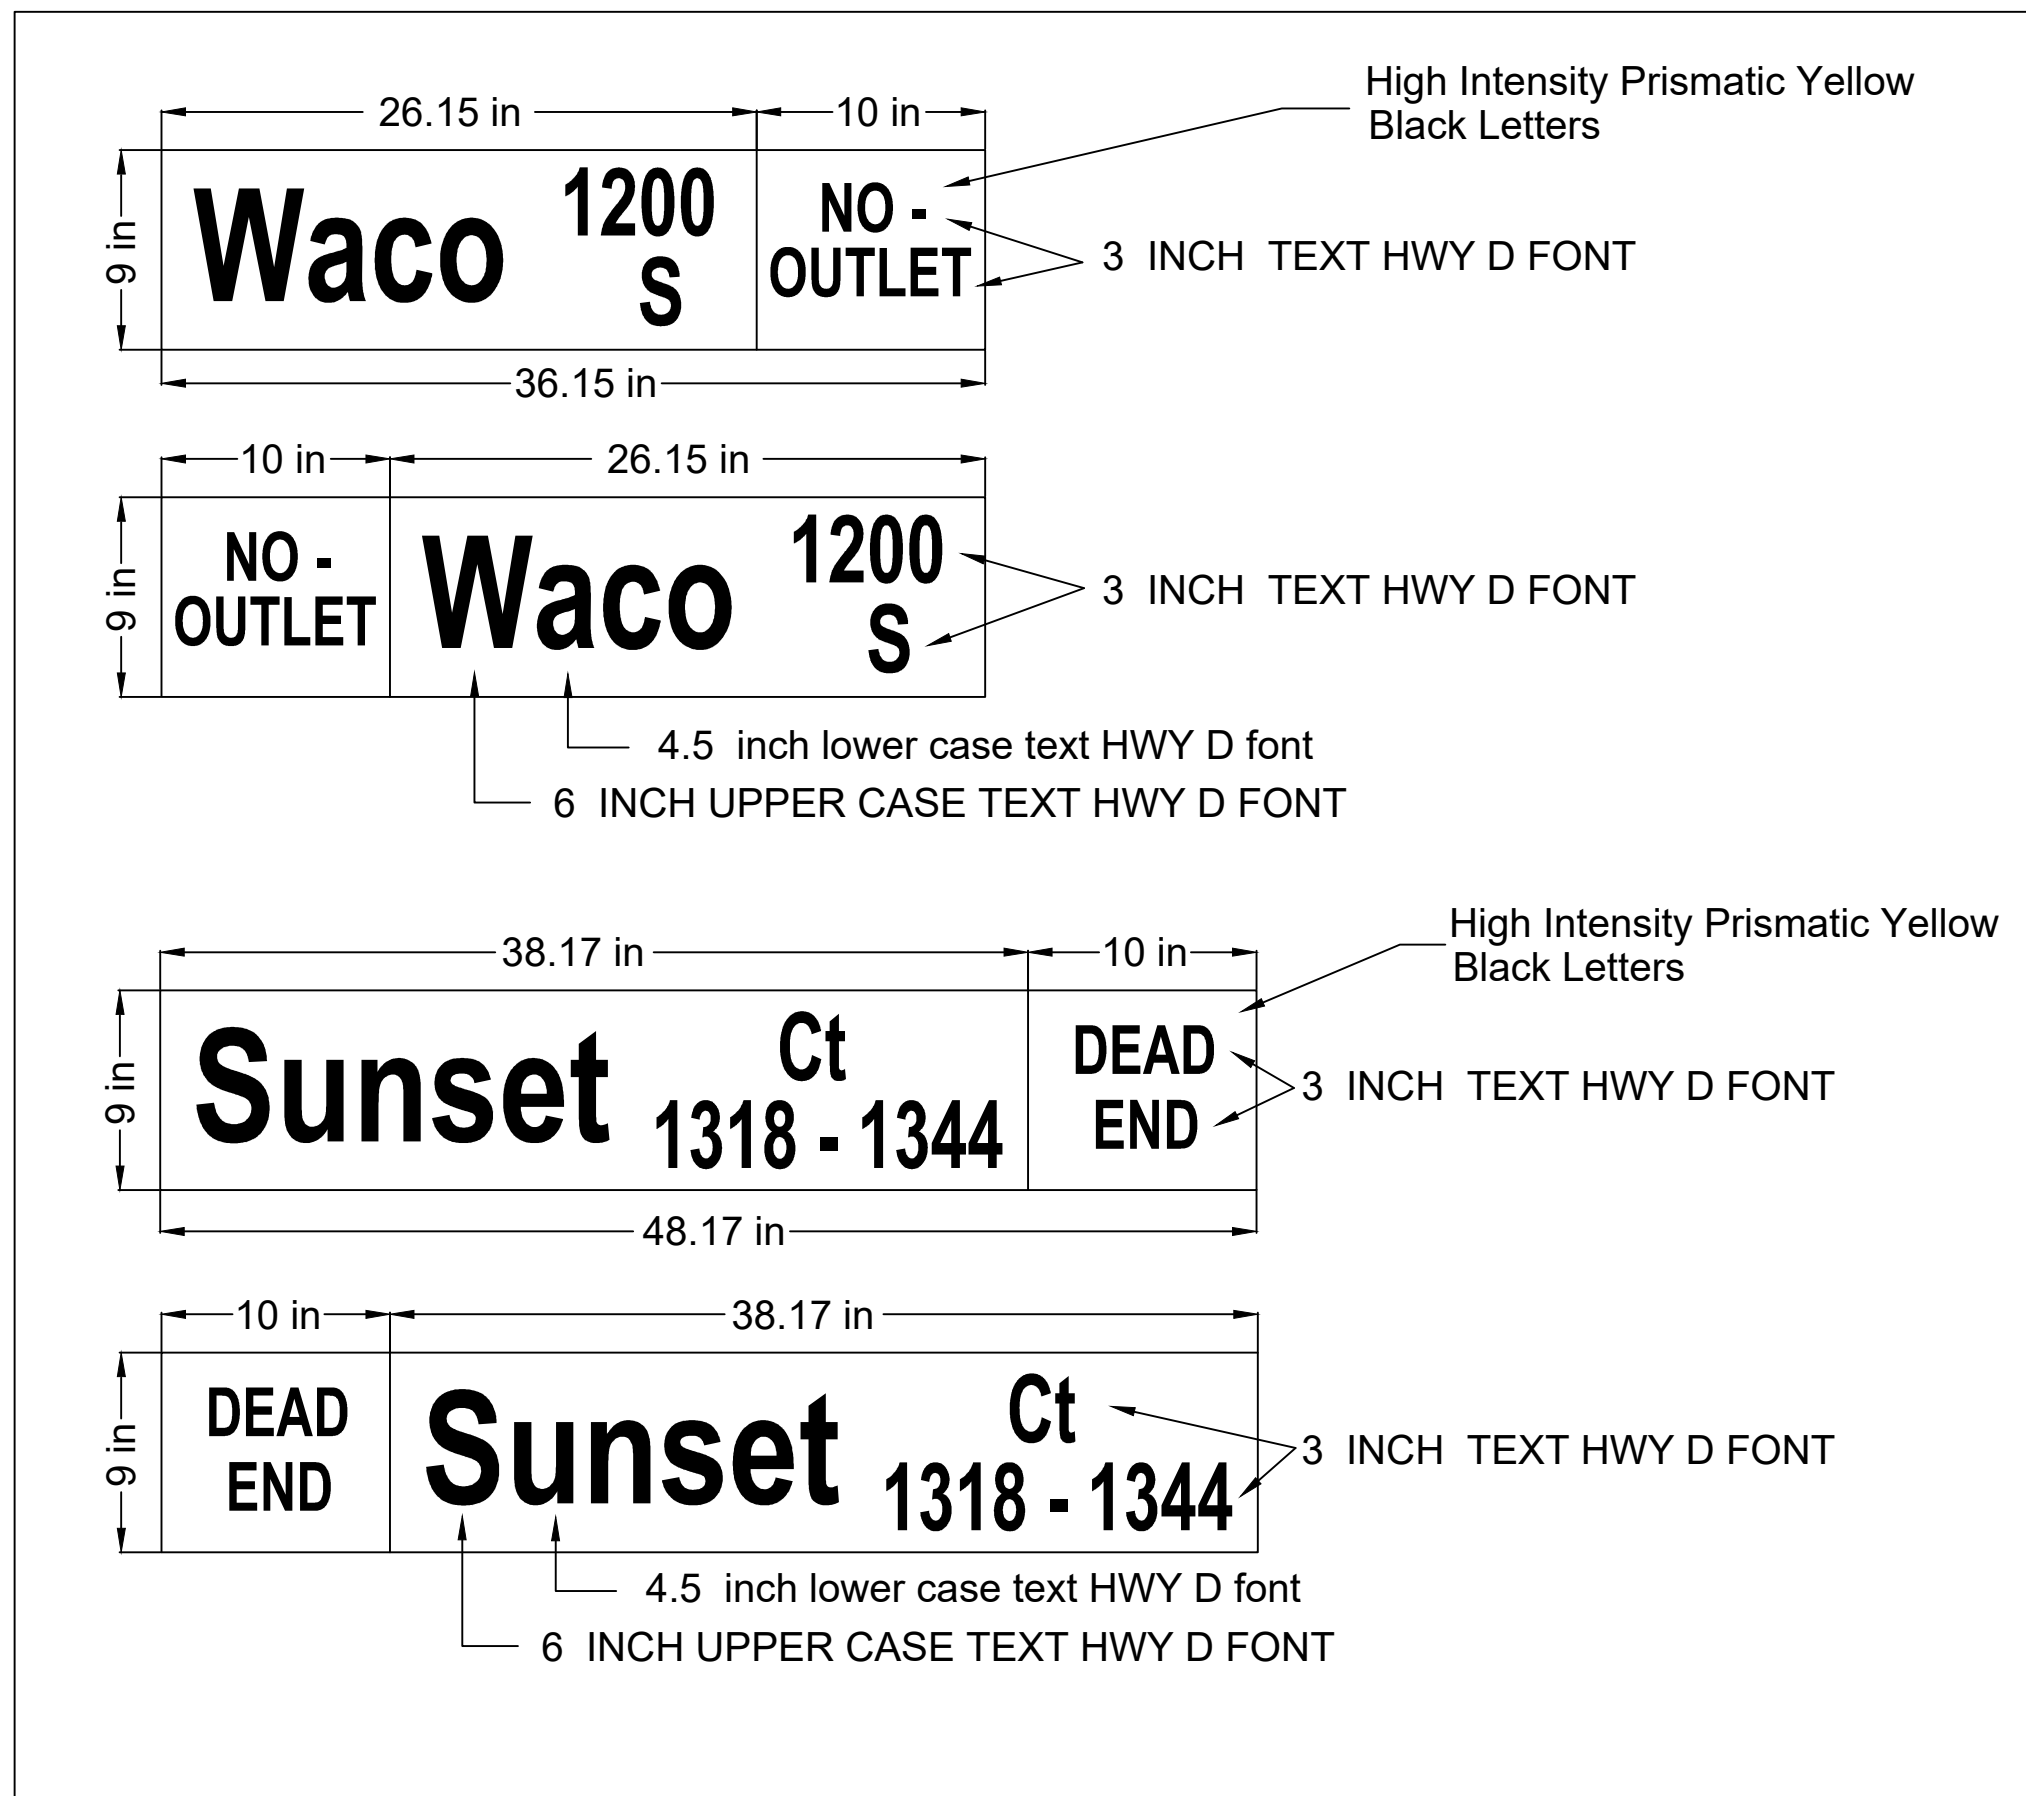 High Intensity Prismatic Yellow
Black Letters
26.15 in
10 in
9 in
Waco
1200
S
NO -
OUTLET
3 INCH TEXT HWY D FONT
36.15 in
10 in
26.15 in
9 in
NO -
OUTLET
Waco
1200
S
3 INCH TEXT HWY D FONT
4.5 inch lower case text HWY D font
6 INCH UPPER CASE TEXT HWY D FONT
High Intensity Prismatic Yellow
Black Letters
38.17 in
10 in
9 in
Sunset
Ct
1318 - 1344
DEAD
END
3 INCH TEXT HWY D FONT
48.17 in
10 in
38.17 in
9 in
DEAD
END
Sunset
Ct
1318 - 1344
3 INCH TEXT HWY D FONT
4.5 inch lower case text HWY D font
6 INCH UPPER CASE TEXT HWY D FONT